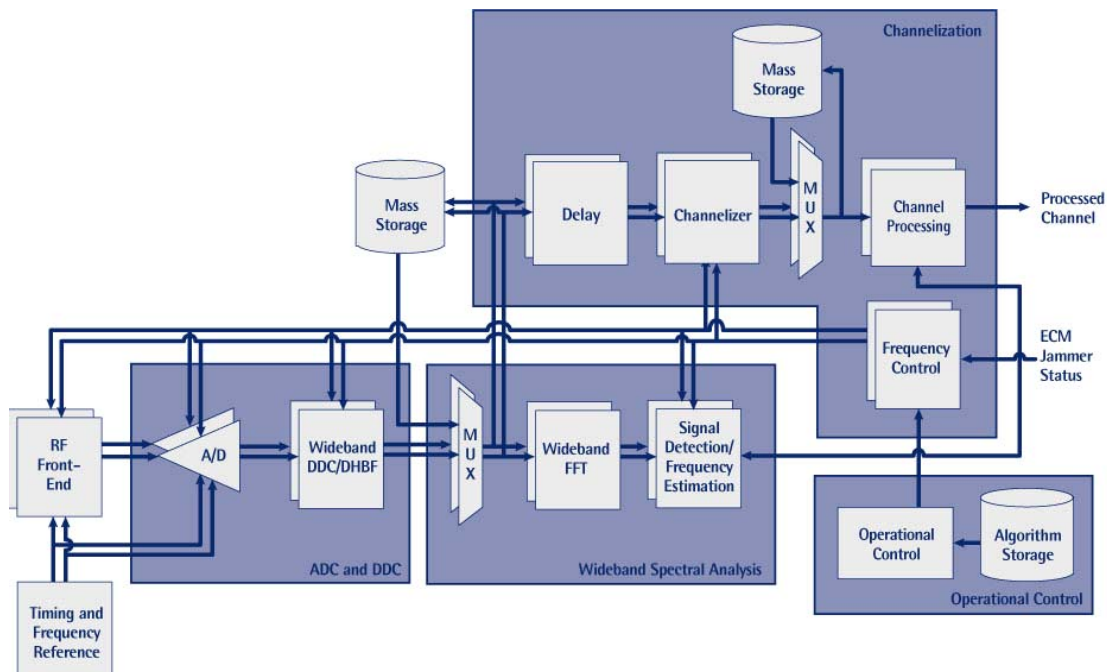 Channelization
Mass
Storage
Mass
Storage
Delay
Channelizer
M
U
X
Channel
Processing
Processed
Channel
Frequency
Control
ECM
Jammer
Status
RF
Front-
End
A/D
Wideband
DDC/DHBF
M
U
X
Wideband
FFT
Signal
Detection/
Frequency
Estimation
ADC and DDC
Wideband Spectral Analysis
Operational
Control
Algorithm
Storage
Operational Control
Timing and
Frequency
Reference